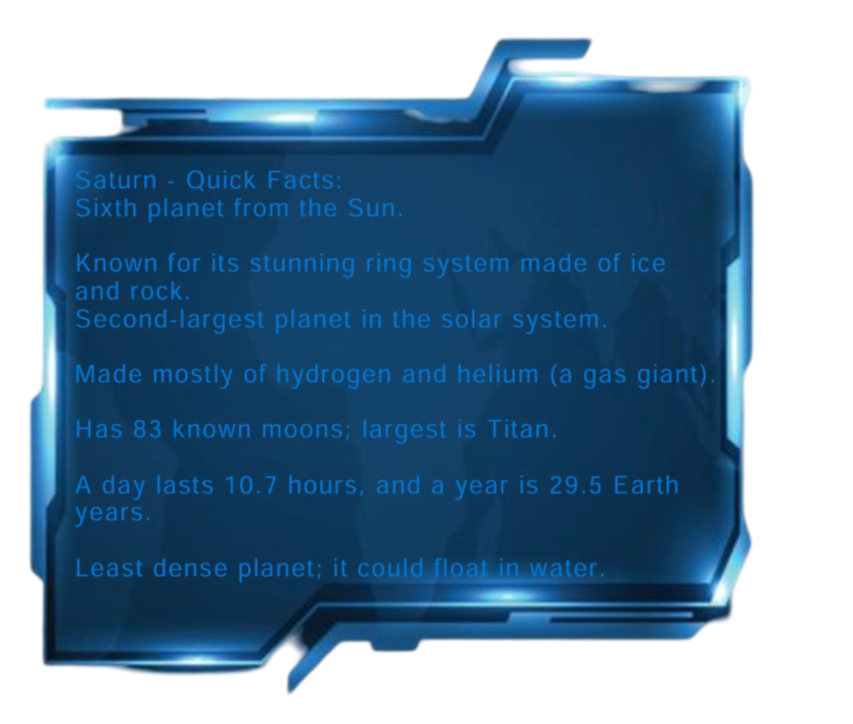 Saturn - Quick Facts:
Sixth planet from the Sun.
Known for its stunning ring system made of ice
and rock.
Second-largest planet in the solar system.
Made mostly of hydrogen and helium (a gas giant).
Has 83 known moons; largest is Titan.
A day lasts 10.7 hours, and a year is 29.5 Earth
years.
Least dense planet; it could float in water.